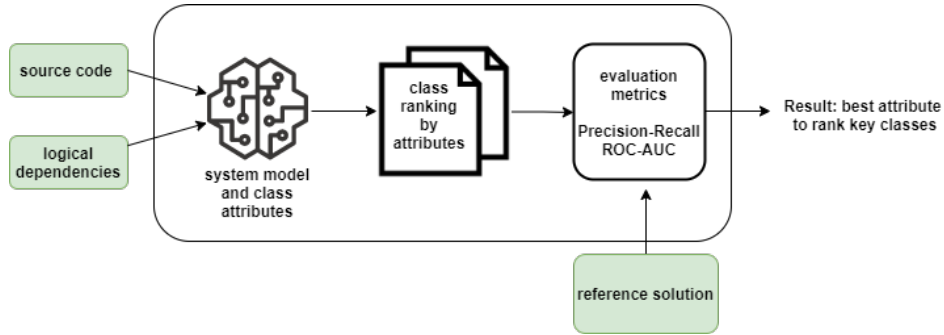 source code
logical
dependencies
system model
and class
attributes
class
ranking
by
attributes
evaluation
metrics
Precision-Recall
ROC-AUC
Result: best attribute
to rank key classes
reference solution